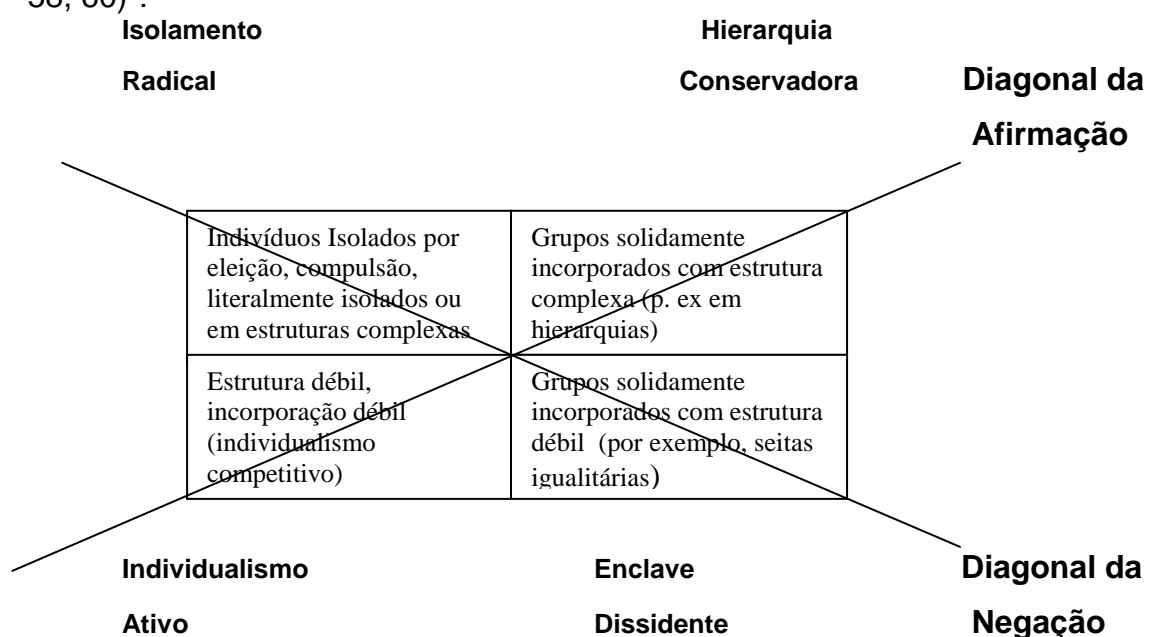 58, 60)".
Isolamento Hierarquia
Radical Conservadora Diagonal da
Afirmação
Indivíduos Isolados por
eleição, compulsão,
literalmente isolados ou
em estruturas complexas
Grupos solidamente
incorporados com estrutura
complexa (p. ex em
hierarquias)
Estrutura débil,
incorporação débil
(individualismo
competitivo)
Grupos solidamente
incorporados com estrutura
débil (por exemplo, seitas
igualitárias)
Individualismo Enclave Diagonal da
Ativo Dissidente Negação